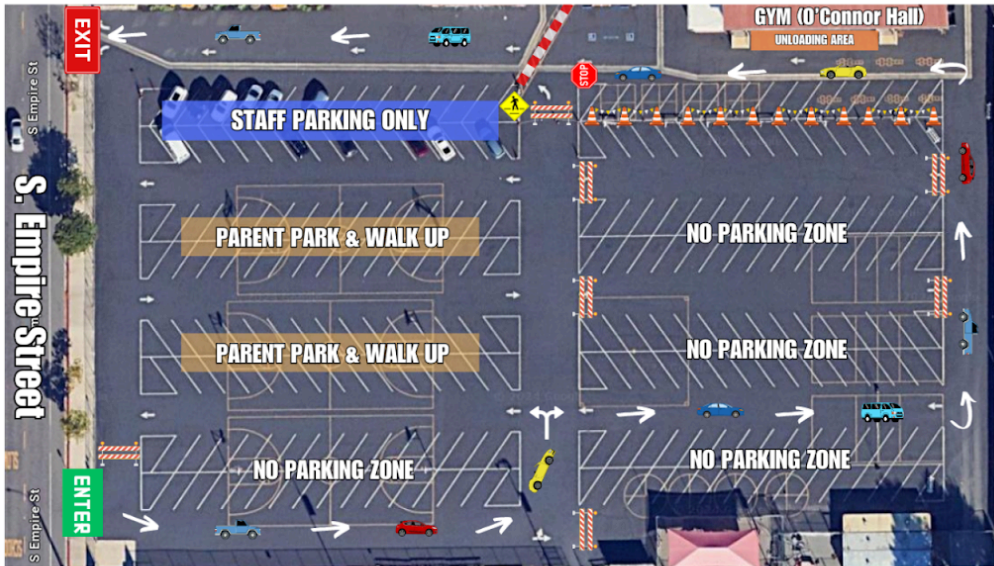 EXIT
GYM (O'Connor Hall)
UNLOADING AREA
STOP
STAFF PARKING ONLY
S Empire St
S. Empire Street
PARENT PARK & WALK UP
NO PARKING ZONE
PARENT PARK & WALK UP
NO PARKING ZONE
NO PARKING ZONE
NO PARKING ZONE
ENTER
S Empire St